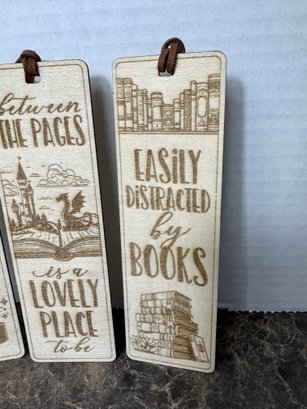 between
THE PAGES
is a
LOVELY
PLACE
to be
EASILY
DISTRACTED
by
BOOKS